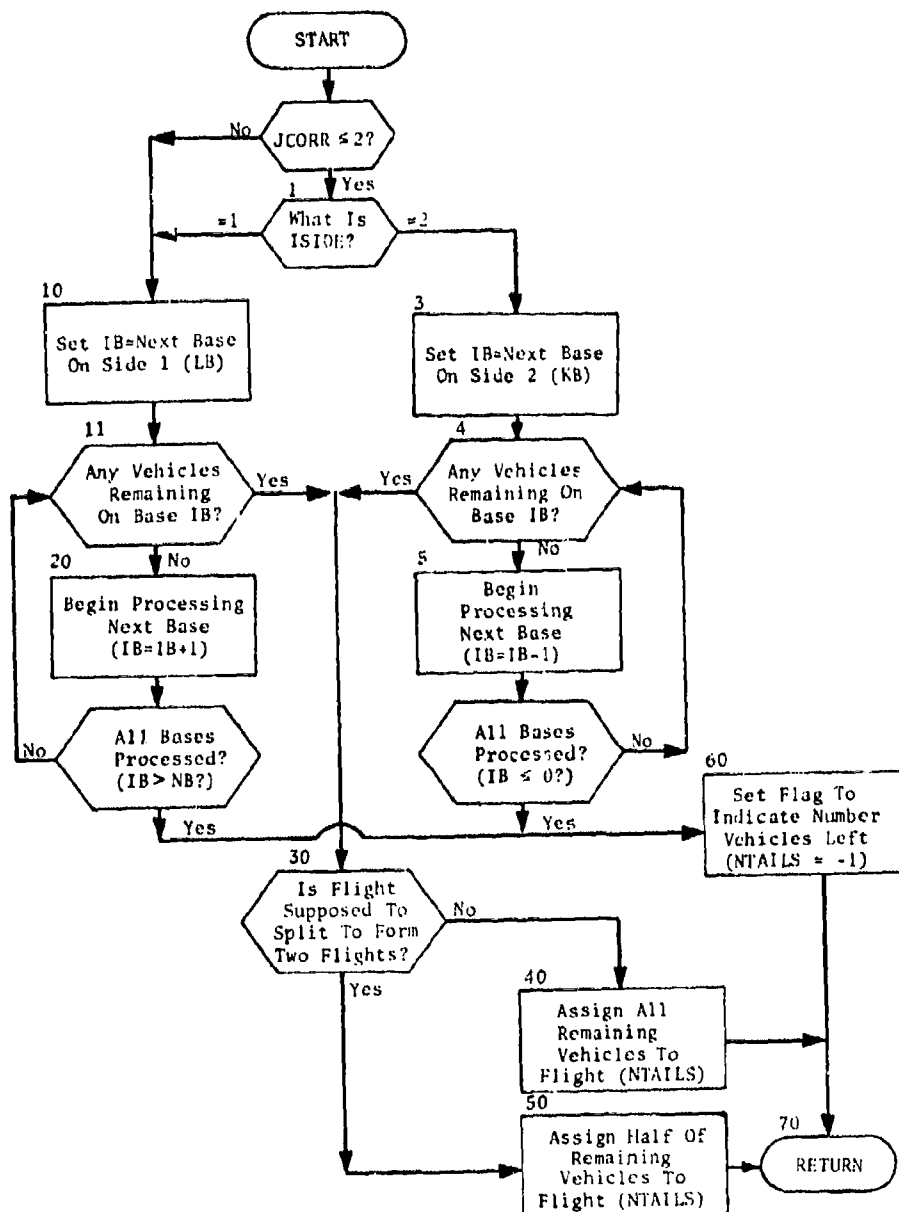 START
No
JCORR ≤ 2?
Yes
1
=1
What Is
ISIDE?
=2
10
Set IB=Next Base
On Side 1 (LB)
3
Set IB=Next Base
On Side 2 (KB)
11
Any Vehicles
Remaining
On Base IB?
Yes
4
Yes
Any Vehicles
Remaining On
Base IB?
No
20
Begin Processing
Next Base
(IB=IB+1)
No
5
Begin
Processing
Next Base
(IB=IB-1)
No
All Bases
Processed?
(IB > NB?)
Yes
All Bases
Processed?
(IB ≤ 0?)
No
Yes
60
Set Flag To
Indicate Number
Vehicles Left
(NTAILS = -1)
30
Is Flight
Supposed To
Split To Form
Two Flights?
No
Yes
40
Assign All
Remaining
Vehicles To
Flight (NTAILS)
50
Assign Half Of
Remaining
Vehicles To
Flight (NTAILS)
70
RETURN